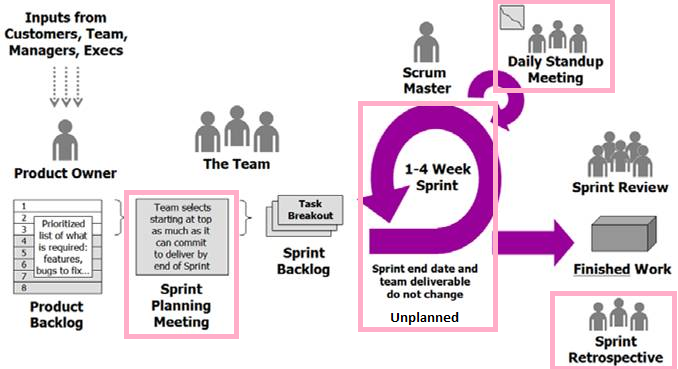 Inputs from
Customers, Team,
Managers, Execs
Product Owner
The Team
Scrum
Master
Daily Standup
Meeting
1
2
3
4
5
6
7
8
Prioritized
list of what
is required:
features,
bugs to fix...
Product
Backlog
Team selects
starting at top
as much as it
can commit
to deliver by
end of Sprint
Sprint
Planning
Meeting
Task
Breakout
Sprint
Backlog
1-4 Week
Sprint
Sprint end date and
team deliverable
do not change
Unplanned
Sprint Review
Finished Work
Sprint
Retrospective